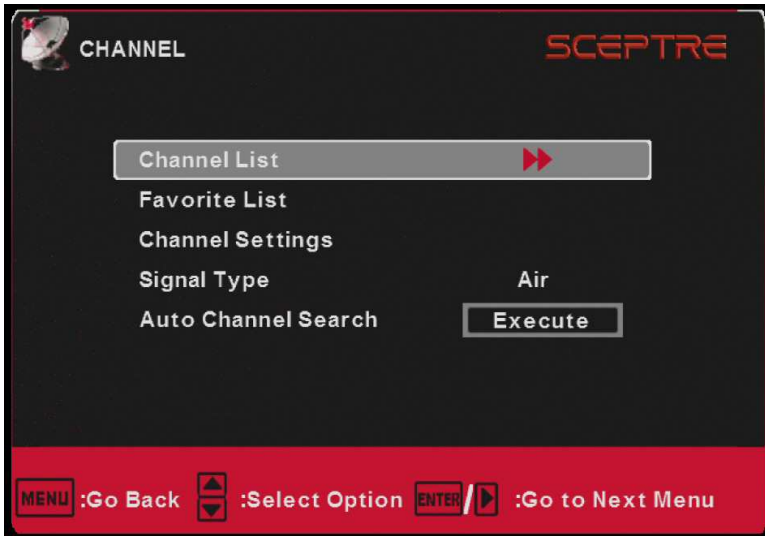 CHANNEL
SCEPTRE
Channel List
Favorite List
Channel Settings
Signal Type Air
Auto Channel Search Execute
MENU :Go Back :Select Option ENTER / :Go to Next Menu